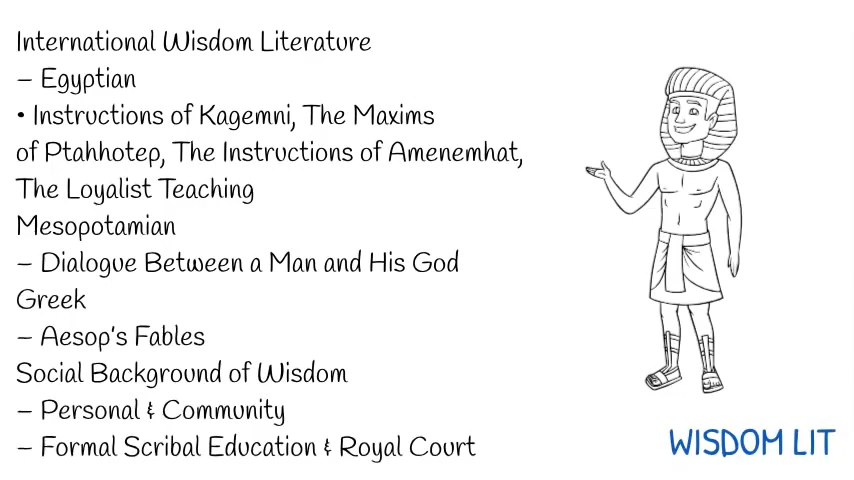 International Wisdom Literature
– Egyptian
• Instructions of Kagemni, The Maxims
of Ptahhotep, The Instructions of Amenemhat,
The Loyalist Teaching
Mesopotamian
– Dialogue Between a Man and His God
Greek
– Aesop's Fables
Social Background of Wisdom
– Personal & Community
– Formal Scribal Education & Royal Court
WISDOM LIT